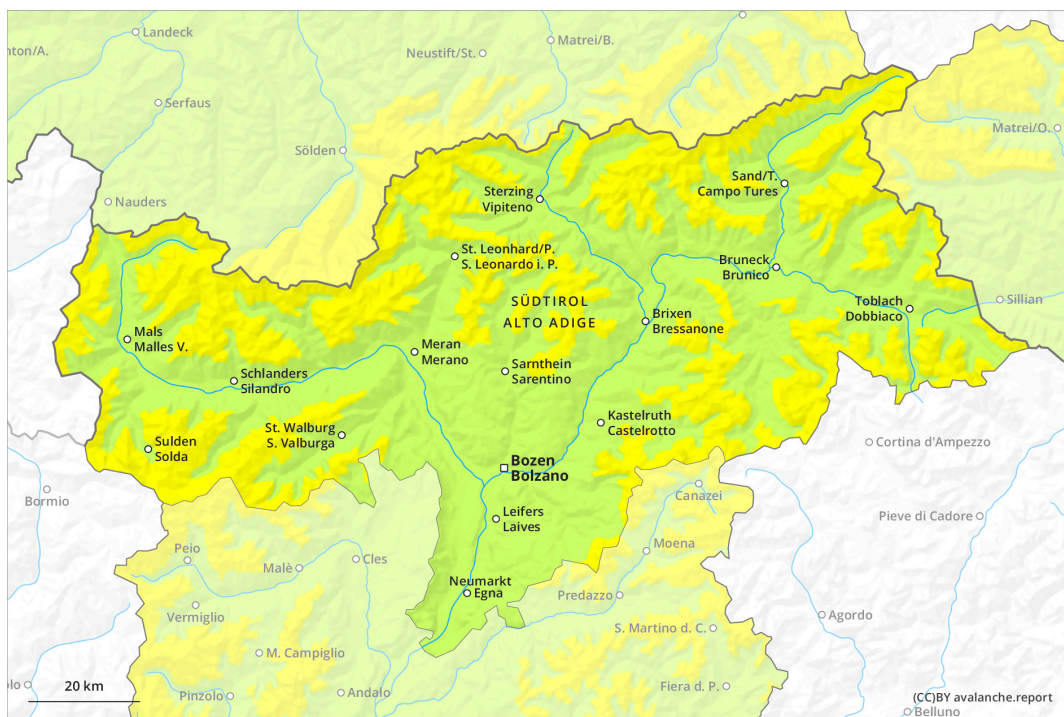 Landeck
nton/A.
Matrei/B.
Neustift/St.
Serfaus
Matrei/O.
Sölden
Sand/T.
Campo Tures
Sterzing
Vipiteno
Nauders
St. Leonhard/P.
S. Leonardo i. P.
Bruneck
Brunico
SÜDTIROL
ALTO ADIGE
Toblach
Dobbiaco
Sillian
Brixen
Bressanone
Mals
Malles V.
Meran
Merano
Sarnthein
Sarentino
Schlanders
Silandro
Kastelruth
Castelrotto
St. Walburg
S. Valburga
Sulden
Solda
Cortina d'Ampezzo
Bozen
Bolzano
Bormio
Canazei
Leifers
Laives
Pieve di Cadore
Peio
Moena
Cles
Malè
Neumarkt
Egna
Predazzo
Vermiglio
Agordo
S. Martino d. C.
M. Campiglio
20 km
olo
Pinzolo
Andalo
Fiera d. P.
(CC)BY avalanche.report
Belluno